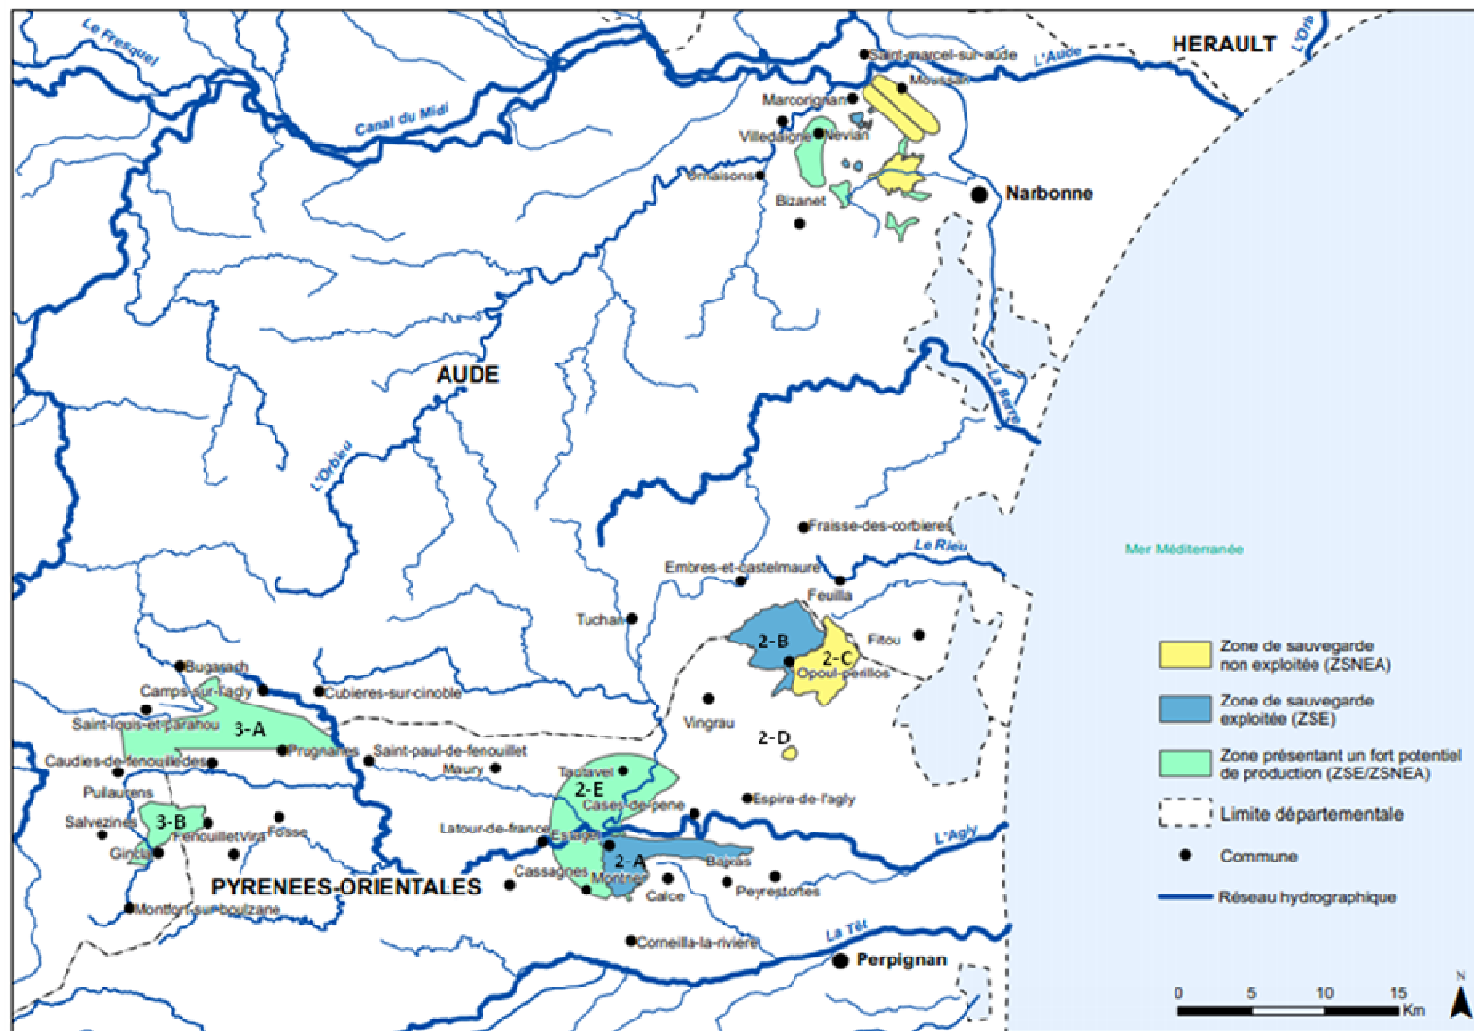 Le Fresquel
HERAULT
L'Orb
Saint-marcel-sur-aude
L'Aude
Moussan
Marcorignan
Canal du Midi
Villedaigne
Nevian
Ornaisons
Narbonne
Bizanet
AUDE
La Berre
L'Orbieu
Fraisse-des-corbieres
Le Rieu
Mer Méditerranée
Embres-et-castelmaure
Feuilla
Tuchan
Fitou
2-B
2-C
Opoul-perillos
Zone de sauvegarde
non exploitée (ZSNEA)
Bugarach
Camps-sur-l'agly
Cubieres-sur-cinoble
Zone de sauvegarde
exploitée (ZSE)
Saint-louis-et-parahou
3-A
Vingrau
2-D
Prugnanes
Saint-paul-de-fenouillet
Caudies-de-fenouilledes
Maury
Tautavel
Zone présentant un fort potentiel
de production (ZSE/ZSNEA)
Puilaurens
2-E
Cases-de-pene
Espira-de-l'agly
Limite départementale
Salvezines
3-B
Fenouillet
Vira
Fosse
Latour-de-france
Estagel
L'Agly
Gincla
2-A
Baixas
Commune
Cassagnes
Montner
Calce
Peyrestortes
PYRENEES-ORIENTALES
Réseau hydrographique
Montfort-sur-boulzane
Corneilla-la-riviere
La Têt
Perpignan
N
0 5 10 15
Km